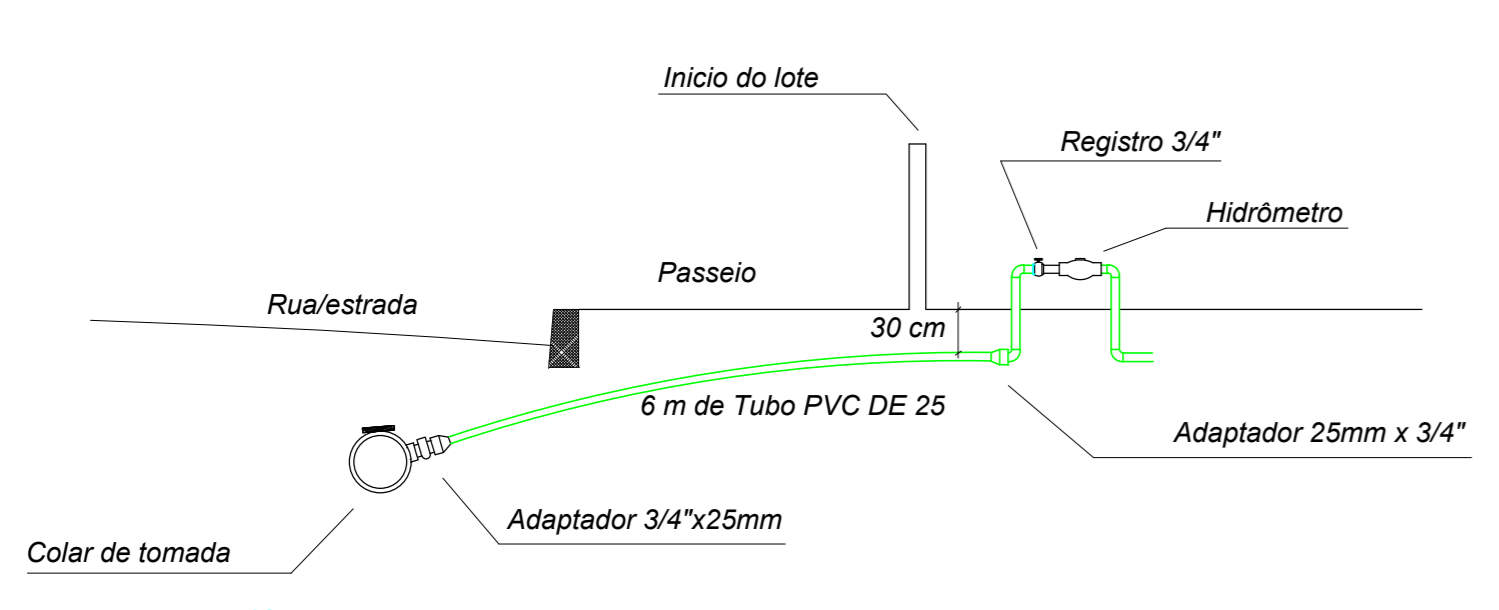 Inicio do lote
Registro 3/4"
Hidrômetro
Passeio
Rua/estrada
30 cm
6 m de Tubo PVC DE 25
Adaptador 25mm x 3/4"
Adaptador 3/4"x25mm
Colar de tomada